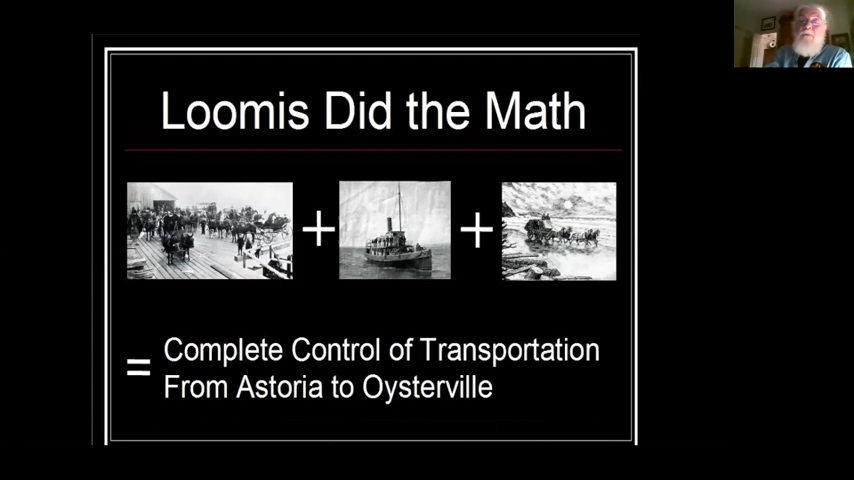 Loomis Did the Math
+ +
= Complete Control of Transportation
From Astoria to Oysterville